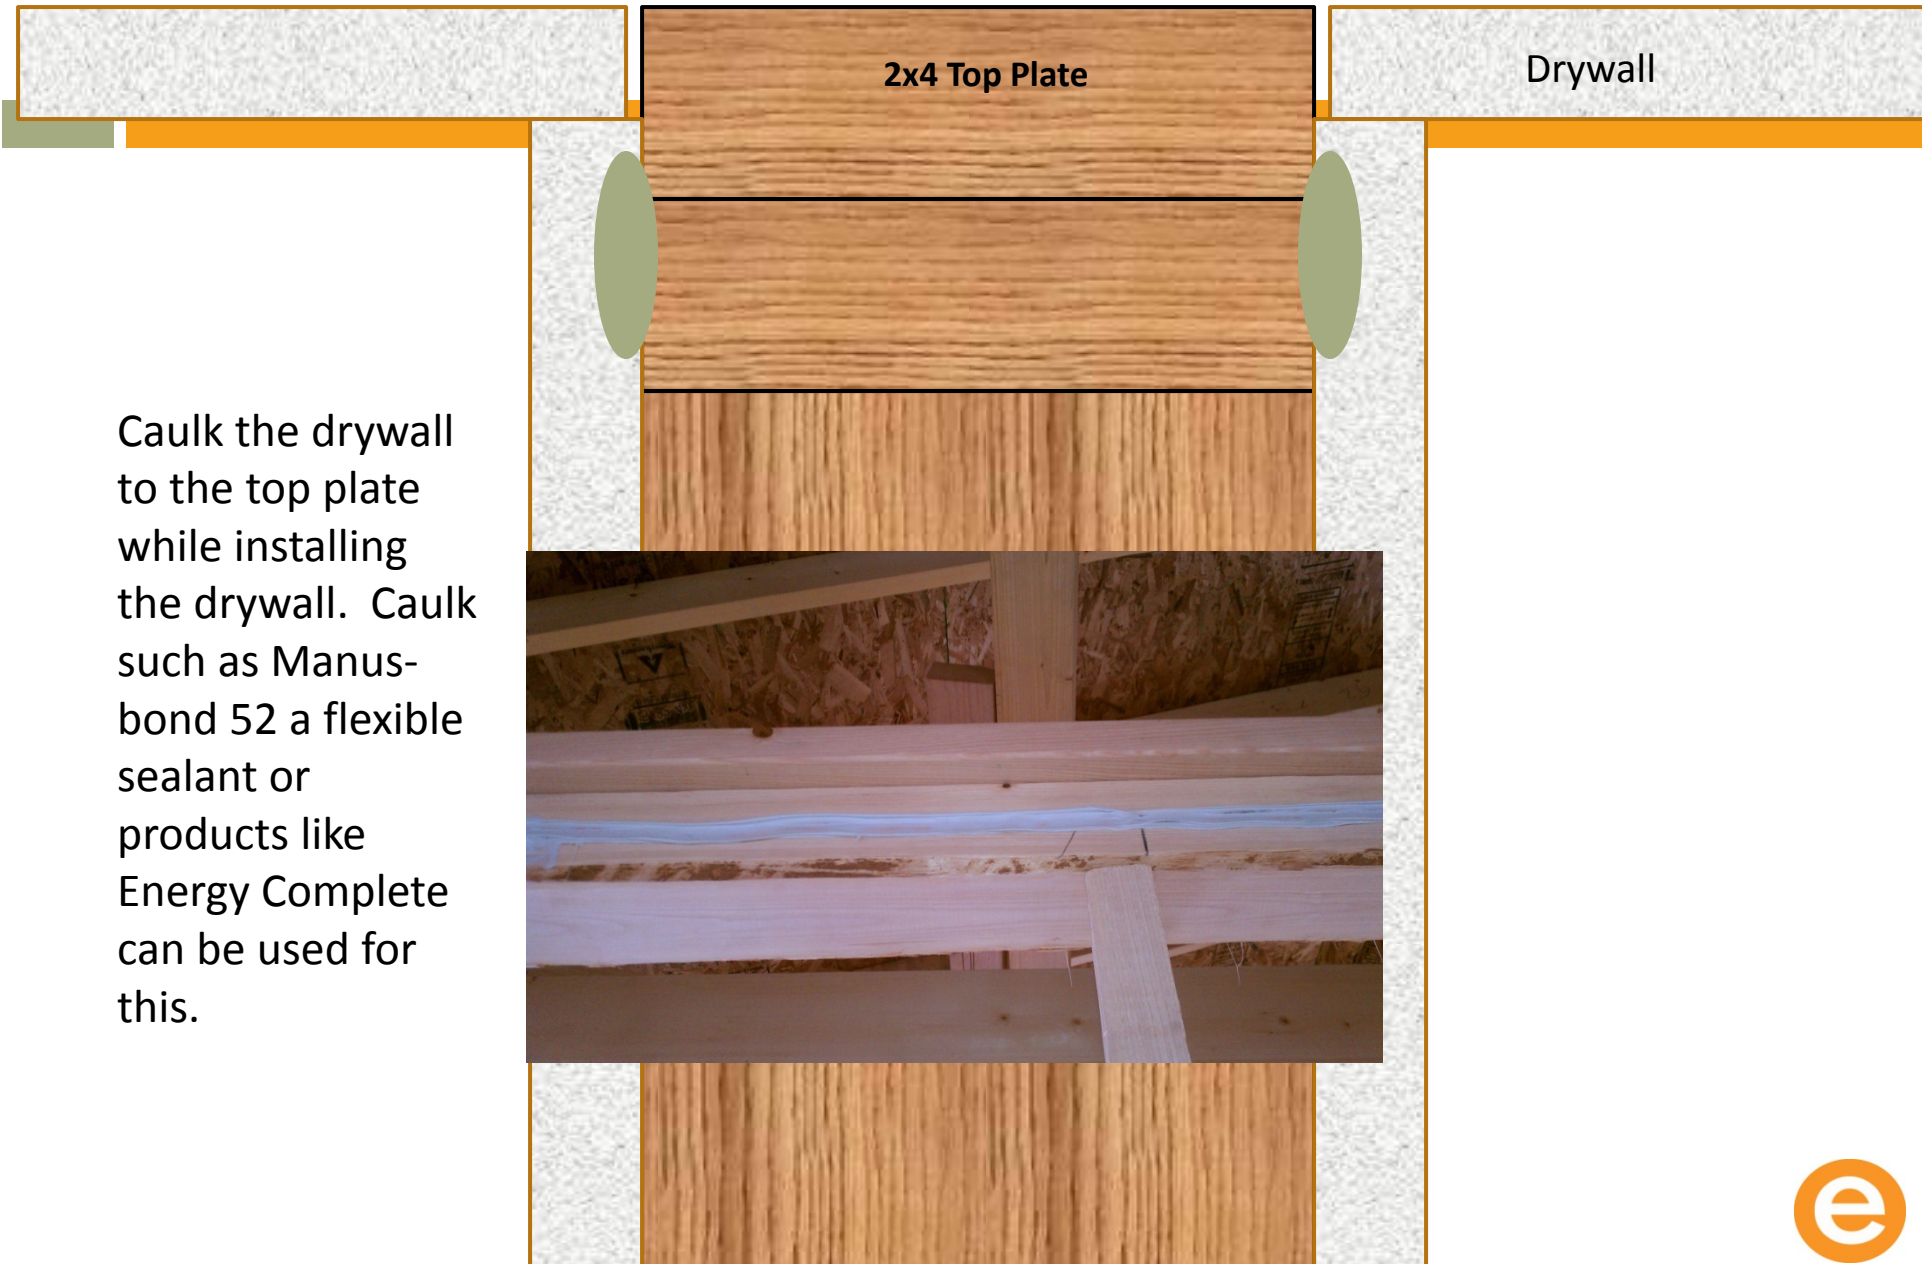 2x4 Top Plate
Drywall
Caulk the drywall
to the top plate
while installing
the drywall.  Caulk
such as Manus-
bond 52 a flexible
sealant or
products like
Energy Complete
can be used for
this.
e